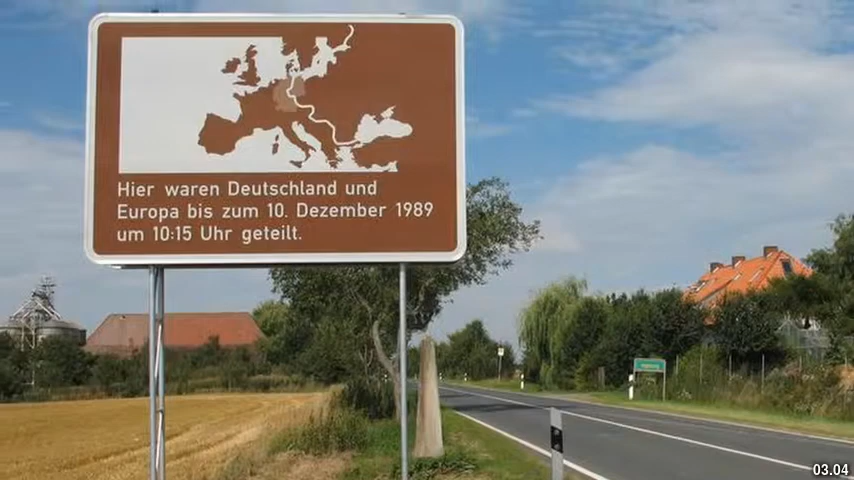 Hier waren Deutschland und
Europa bis zum 10. Dezember 1989
um 10:15 Uhr geteilt.
03.04